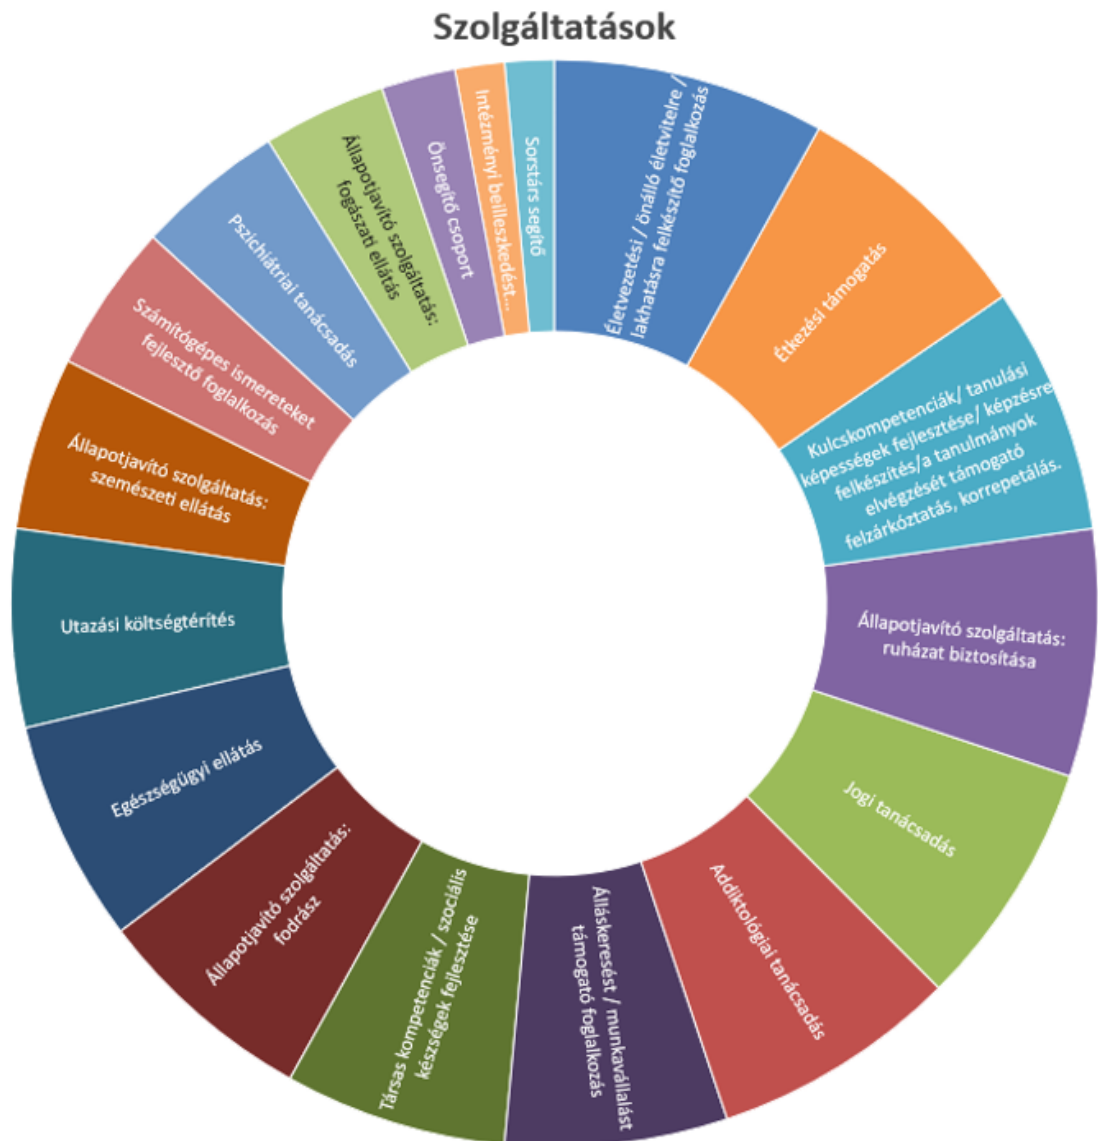 Szolgáltatások
Életvezetési / önálló életvitelre /
lakhatásra felkészítő foglalkozás
Étkezési támogatás
Kulcskompetenciák/ tanulási
képességek fejlesztése/ képzésre
felkészítés/a tanulmányok
elvégzését támogató
felzárkóztatás, korrepetálás.
Állapotjavító szolgáltatás:
ruházat biztosítása
Jogi tanácsadás
Addiktológiai tanácsadás
Álláskeresést / munkavállalást
támogató foglalkozás
Társas kompetenciák / szociális
készségek fejlesztése
Állapotjavító szolgáltatás:
fodrász
Egészségügyi ellátás
Utazási költségtérítés
Állapotjavító szolgáltatás:
szemészeti ellátás
Számítógépes ismereteket
fejlesztő foglalkozás
Pszichiátriai tanácsadás
Állapotjavító szolgáltatás:
fogászati ellátás
Önsegítő csoport
Intézményi beilleszkedést...
Sorstárs segítő